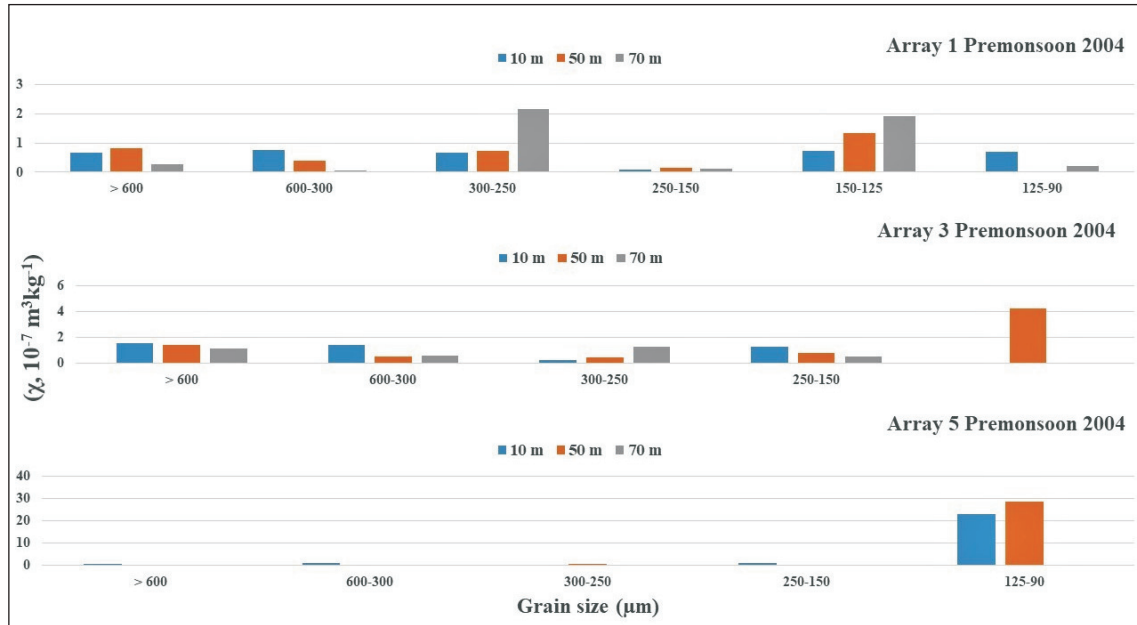 Array 1 Premonsoon 2004
10 m 50 m 70 m
3
2
1
0
> 600 600-300 300-250 250-150 150-125 125-90
Array 3 Premonsoon 2004
10 m 50 m 70 m
6
4
2
0
> 600 600-300 300-250 250-150
(χ, 10⁻⁷ m³kg⁻¹)
Array 5 Premonsoon 2004
10 m 50 m 70 m
40
30
20
10
0
> 600 600-300 300-250 250-150 125-90
Grain size (µm)